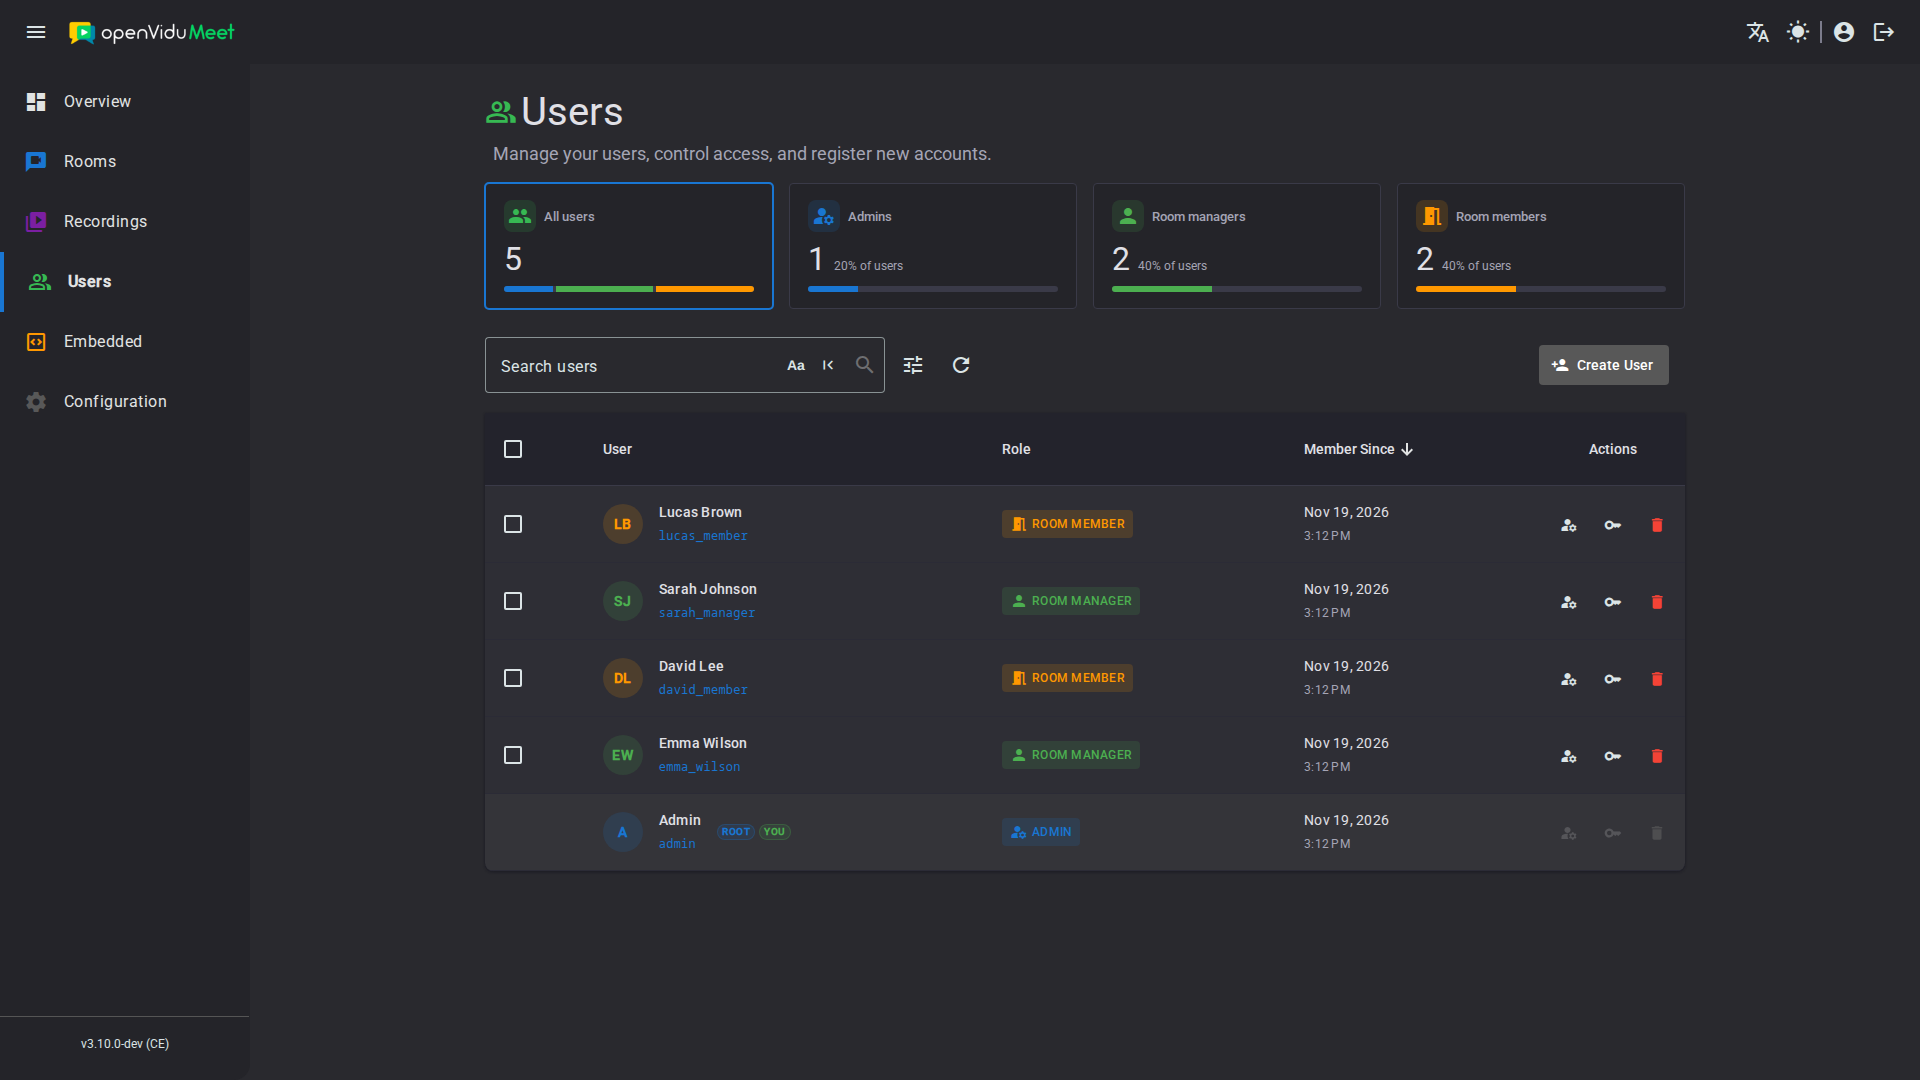 openVidu Meet
Overview
Rooms
Recordings
Users
Embedded
Configuration
v3.10.0-dev (CE)
Users
Manage your users, control access, and register new accounts.
All users
5
Admins
1 20% of users
Room managers
2 40% of users
Room members
2 40% of users
Search users Aa
Create User
User Role Member Since Actions
LB Lucas Brown ROOM MEMBER Nov 19, 2026
lucas_member 3:12 PM
SJ Sarah Johnson ROOM MANAGER Nov 19, 2026
sarah_manager 3:12 PM
DL David Lee ROOM MEMBER Nov 19, 2026
david_member 3:12 PM
EW Emma Wilson ROOM MANAGER Nov 19, 2026
emma_wilson 3:12 PM
A Admin ROOT YOU ADMIN Nov 19, 2026
admin 3:12 PM